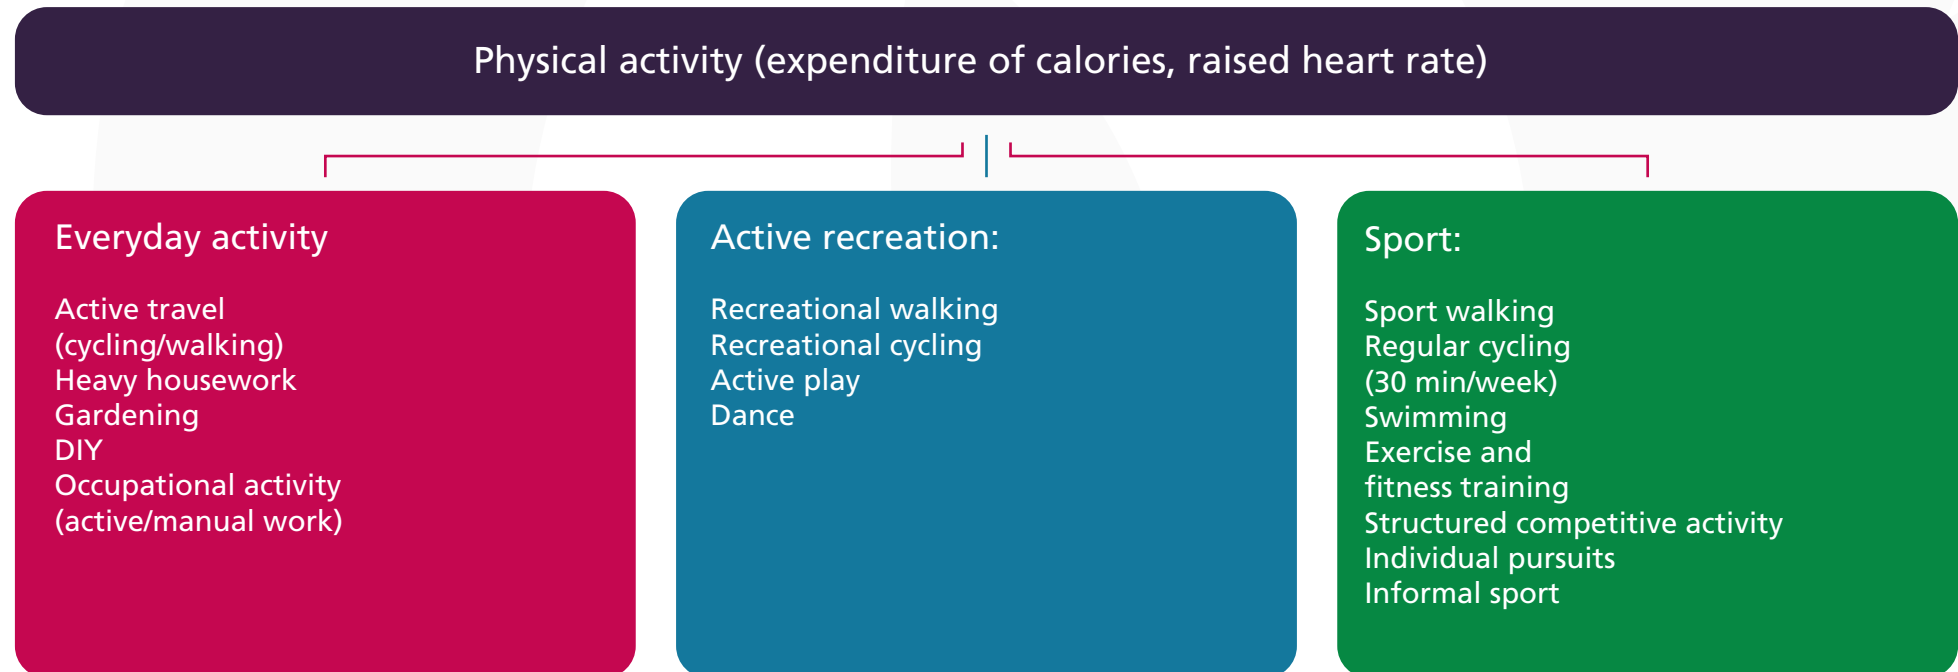 Physical activity (expenditure of calories, raised heart rate)
Everyday activity
Active travel
(cycling/walking)
Heavy housework
Gardening
DIY
Occupational activity
(active/manual work)
Active recreation:
Recreational walking
Recreational cycling
Active play
Dance
Sport:
Sport walking
Regular cycling
(30 min/week)
Swimming
Exercise and
fitness training
Structured competitive activity
Individual pursuits
Informal sport